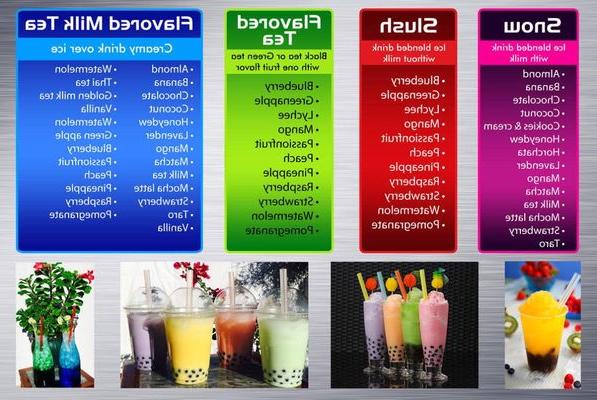 Snow
Ice blended drink
with milk
• Almond
• Banana
• Chocolate
• Coconut
• Cookies & cream
• Honeydew
• Horchata
• Lavender
• Mango
• Matcha
• Milk tea
• Mocha latte
• Strawberry
• Taro
Slush
Ice blended drink
without milk
• Blueberry
• Greenapple
• Lychee
• Mango
• Passionfruit
• Peach
• Pineapple
• Raspberry
• Strawberry
• Watermelon
• Pomegranate
Flavored
Tea
Black tea or Green tea
with one fruit flavor
• Blueberry
• Greenapple
• Lychee
• Mango
• Passionfruit
• Peach
• Pineapple
• Raspberry
• Strawberry
• Watermelon
• Pomegranate
Flavored Milk Tea
Creamy drink over ice
• Almond
• Banana
• Chocolate
• Coconut
• Honeydew
• Lavender
• Mango
• Matcha
• Milk tea
• Mocha latte
• Strawberry
• Taro
• Vanilla
• Watermelon
• Thai tea
• Golden milk tea
• Vanilla
• Watermelon
• Green apple
• Blueberry
• Passionfruit
• Peach
• Pineapple
• Raspberry
• Pomegranate